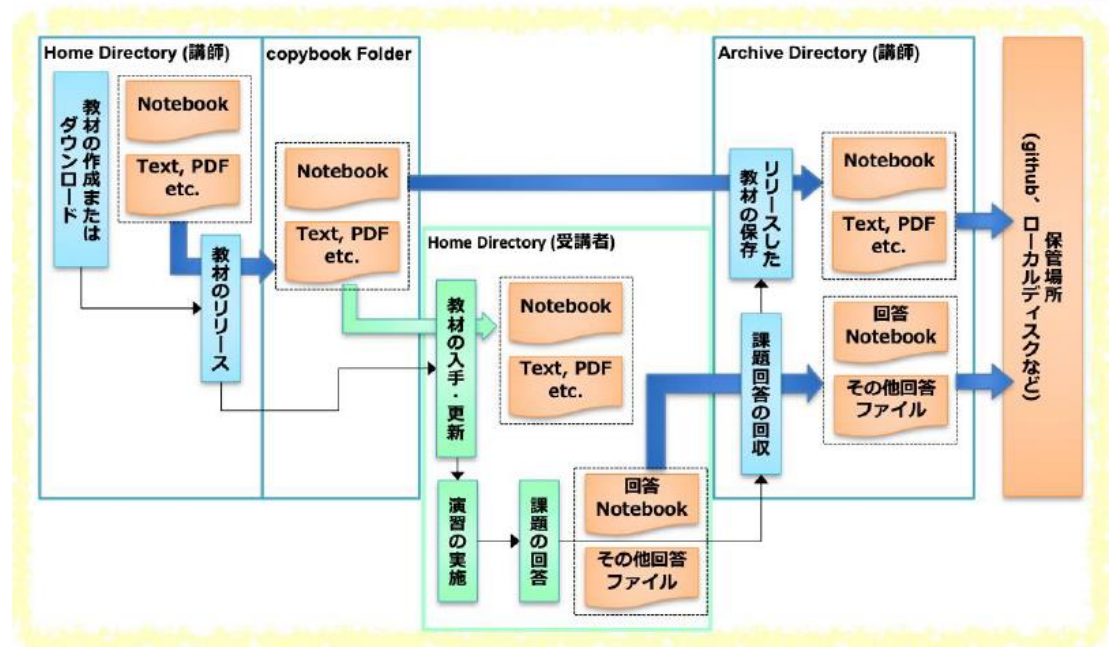 Home Directory (講師)
教材の作成または
ダウンロード
Notebook
Text, PDF
etc.
教材のリリース
copybook Folder
Notebook
Text, PDF
etc.
Home Directory (受講者)
教材の入手・更新
Notebook
Text, PDF
etc.
演習の実施
課題の回答
回答
Notebook
その他回答
ファイル
Archive Directory (講師)
リリースした
教材の保存
Notebook
Text, PDF
etc.
課題回答の回収
回答
Notebook
その他回答
ファイル
保管場所
(github、ローカルディスクなど)